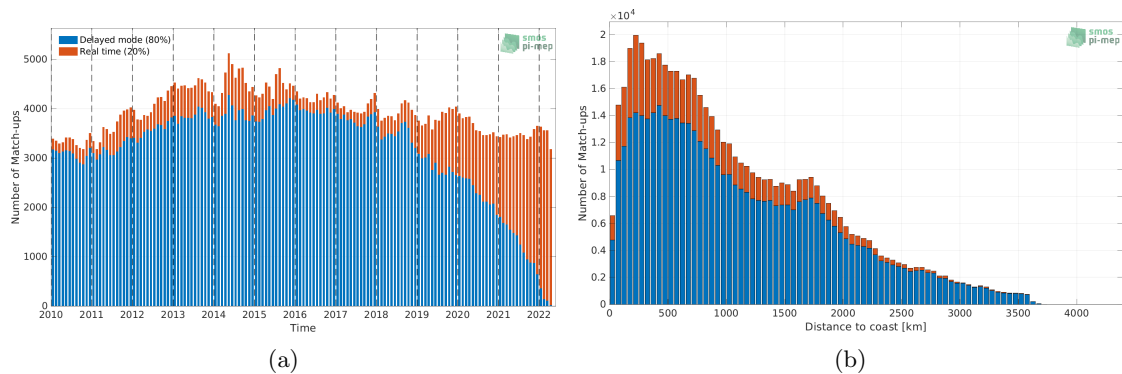 smos
pi-mep
Delayed mode (80%)
Real time (20%)
Number of Match-ups
5000
4000
3000
2000
1000
0
2010 2011 2012 2013 2014 2015 2016 2017 2018 2019 2020 2021 2022
Time
(a)
×10⁴
smos
pi-mep
Number of Match-ups
2
1.8
1.6
1.4
1.2
1
0.8
0.6
0.4
0.2
0
0 500 1000 1500 2000 2500 3000 3500 4000
Distance to coast [km]
(b)